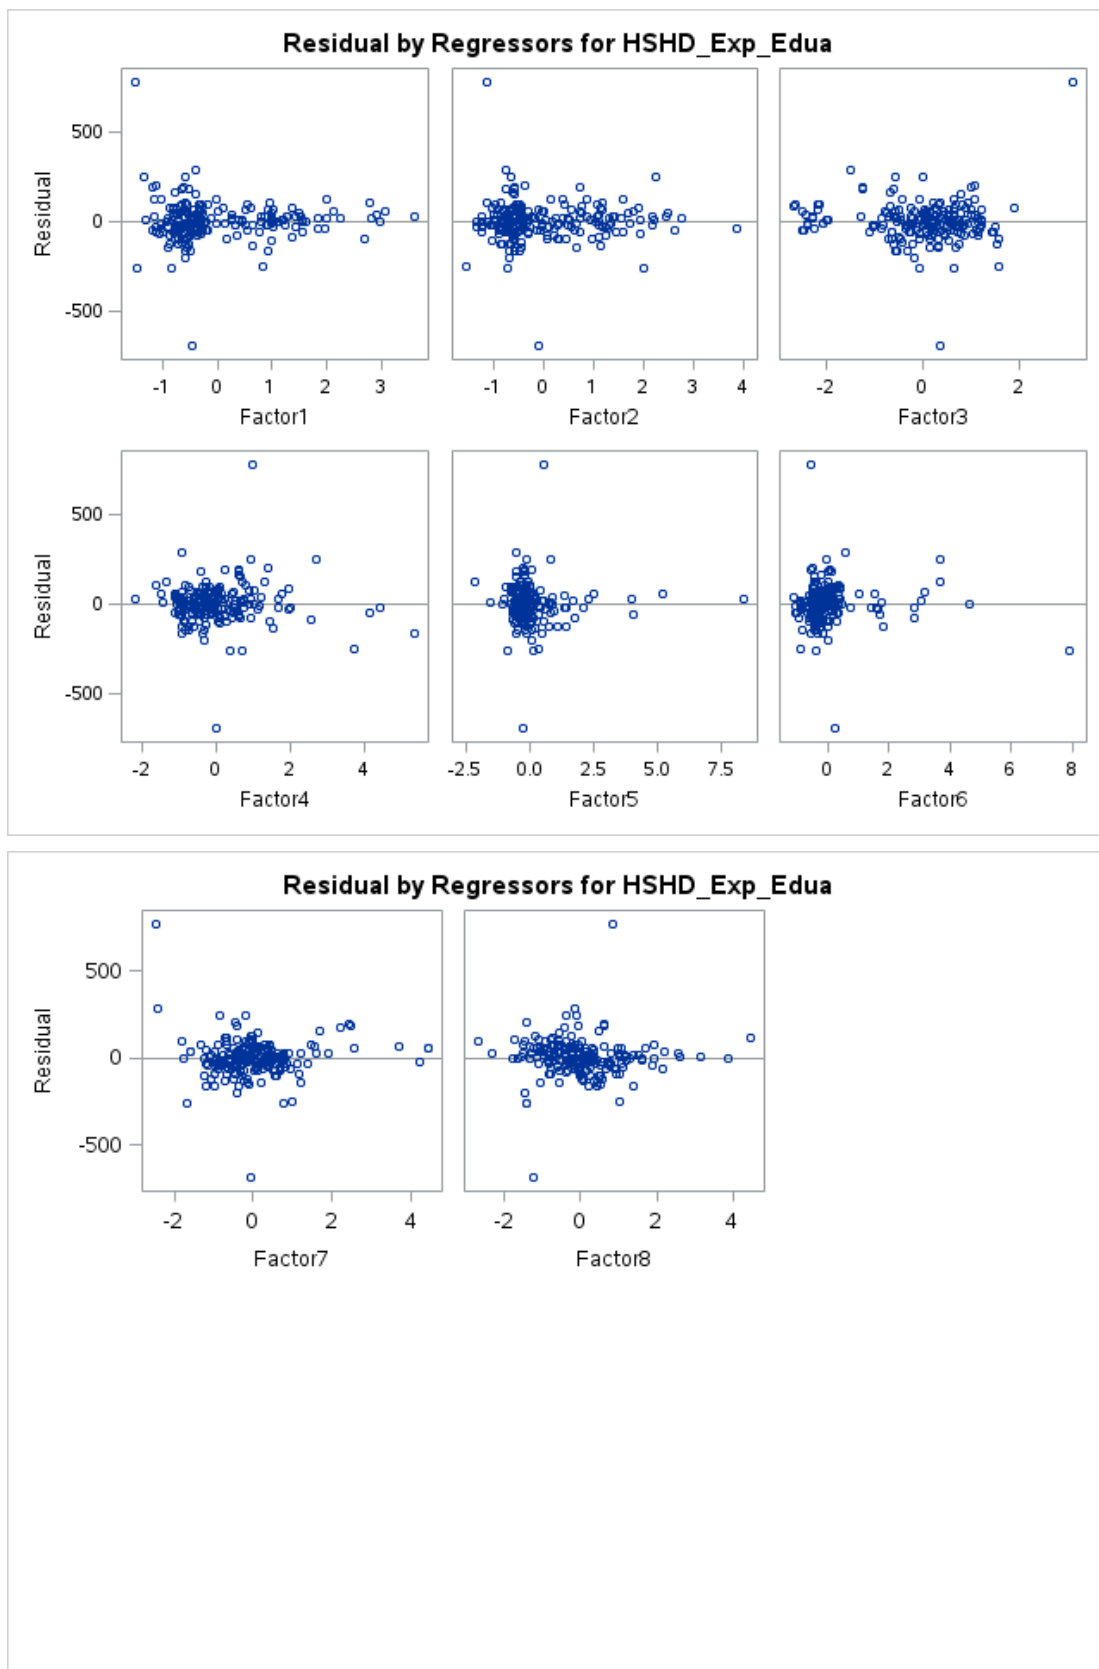 Residual by Regressors for HSHD_Exp_Edua
Residual
500
0
-500
-1 0 1 2 3
Factor1
-1 0 1 2 3 4
Factor2
-2 0 2
Factor3
Residual
500
0
-500
-2 0 2 4
Factor4
-2.5 0.0 2.5 5.0 7.5
Factor5
0 2 4 6 8
Factor6
Residual by Regressors for HSHD_Exp_Edua
Residual
500
0
-500
-2 0 2 4
Factor7
-2 0 2 4
Factor8